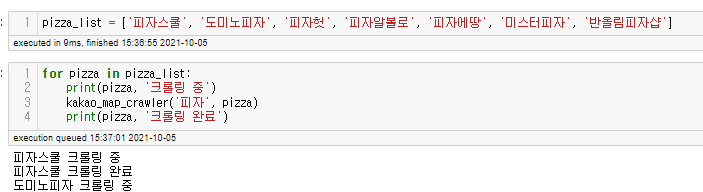 1 pizza_list = ['피자스쿨', '도미노피자', '피자헛', '피자알볼로', '피자에땅', '미스터피자', '반올림피자샵']
executed in 9ms, finished 15:36:55 2021-10-05
1 for pizza in pizza_list:
2 print(pizza, '크롤링 중')
3 kakao_map_crawler('피자', pizza)
4 print(pizza, '크롤링 완료')
execution queued 15:37:01 2021-10-05
피자스쿨 크롤링 중
피자스쿨 크롤링 완료
도미노피자 크롤링 중